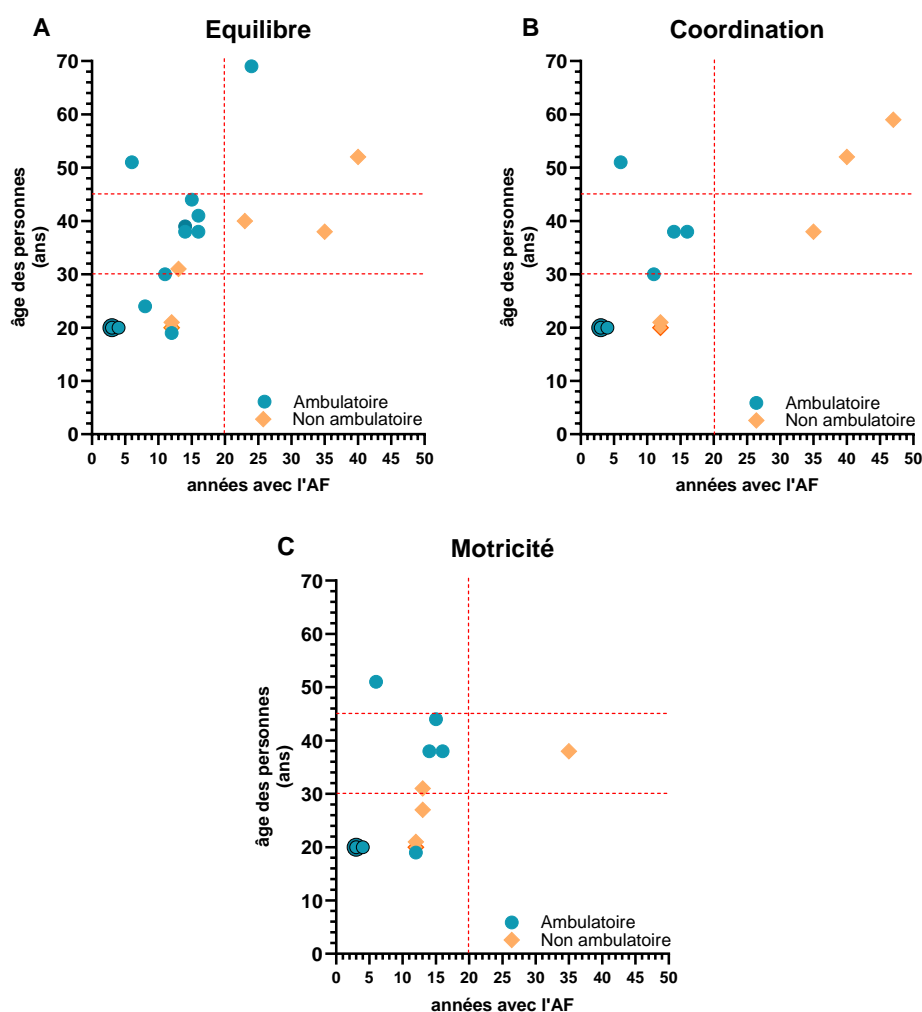 A
Equilibre
70
60
50
40
30
20
10
0
âge des personnes
(ans)
Ambulatoire
Non ambulatoire
0 5 10 15 20 25 30 35 40 45 50
années avec l'AF
B
Coordination
70
60
50
40
30
20
10
0
âge des personnes
(ans)
Ambulatoire
Non ambulatoire
0 5 10 15 20 25 30 35 40 45 50
années avec l'AF
C
Motricité
70
60
50
40
30
20
10
0
âge des personnes
(ans)
Ambulatoire
Non ambulatoire
0 5 10 15 20 25 30 35 40 45 50
années avec l'AF